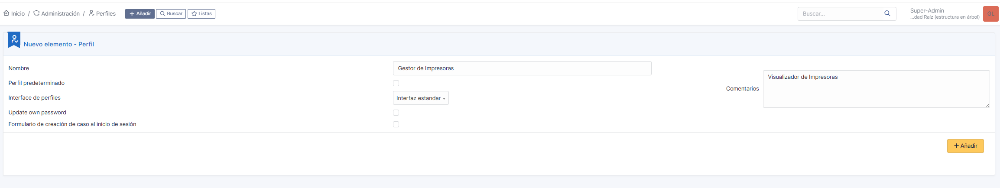 Inicio / Administración / Perfiles + Añadir Buscar Listas Buscar... Super-Admin
...dad Raíz (estructura en árbol) GL
Nuevo elemento - Perfil
Nombre Gestor de Impresoras
Perfil predeterminado
Interface de perfiles Interfaz estandar
Update own password
Formulario de creación de caso al inicio de sesión
Comentarios Visualizador de Impresoras
+ Añadir